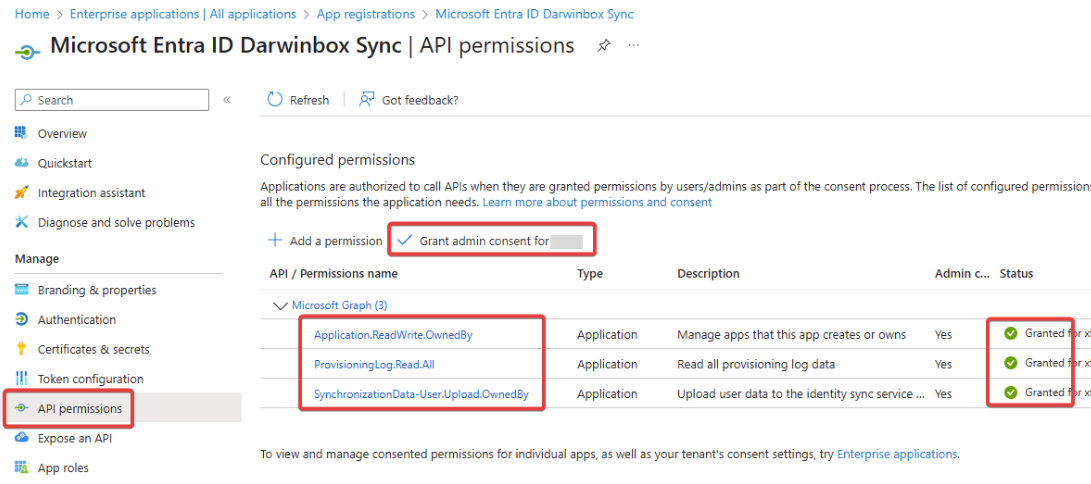 Home > Enterprise applications | All applications > App registrations > Microsoft Entra ID Darwinbox Sync
Microsoft Entra ID Darwinbox Sync | API permissions
Search
Refresh
Got feedback?
Overview
Quickstart
Integration assistant
Diagnose and solve problems
Manage
Branding & properties
Authentication
Certificates & secrets
Token configuration
API permissions
Expose an API
App roles
Configured permissions
Applications are authorized to call APIs when they are granted permissions by users/admins as part of the consent process. The list of configured permissions
all the permissions the application needs. Learn more about permissions and consent
Add a permission
Grant admin consent for
API / Permissions name Type Description Admin c... Status
Microsoft Graph (3)
Application.ReadWrite.OwnedBy Application Manage apps that this app creates or owns Yes Granted for
ProvisioningLog.Read.All Application Read all provisioning log data Yes Granted for
SynchronizationData-User.Upload.OwnedBy Application Upload user data to the identity sync service ... Yes Granted for
To view and manage consented permissions for individual apps, as well as your tenant's consent settings, try Enterprise applications.